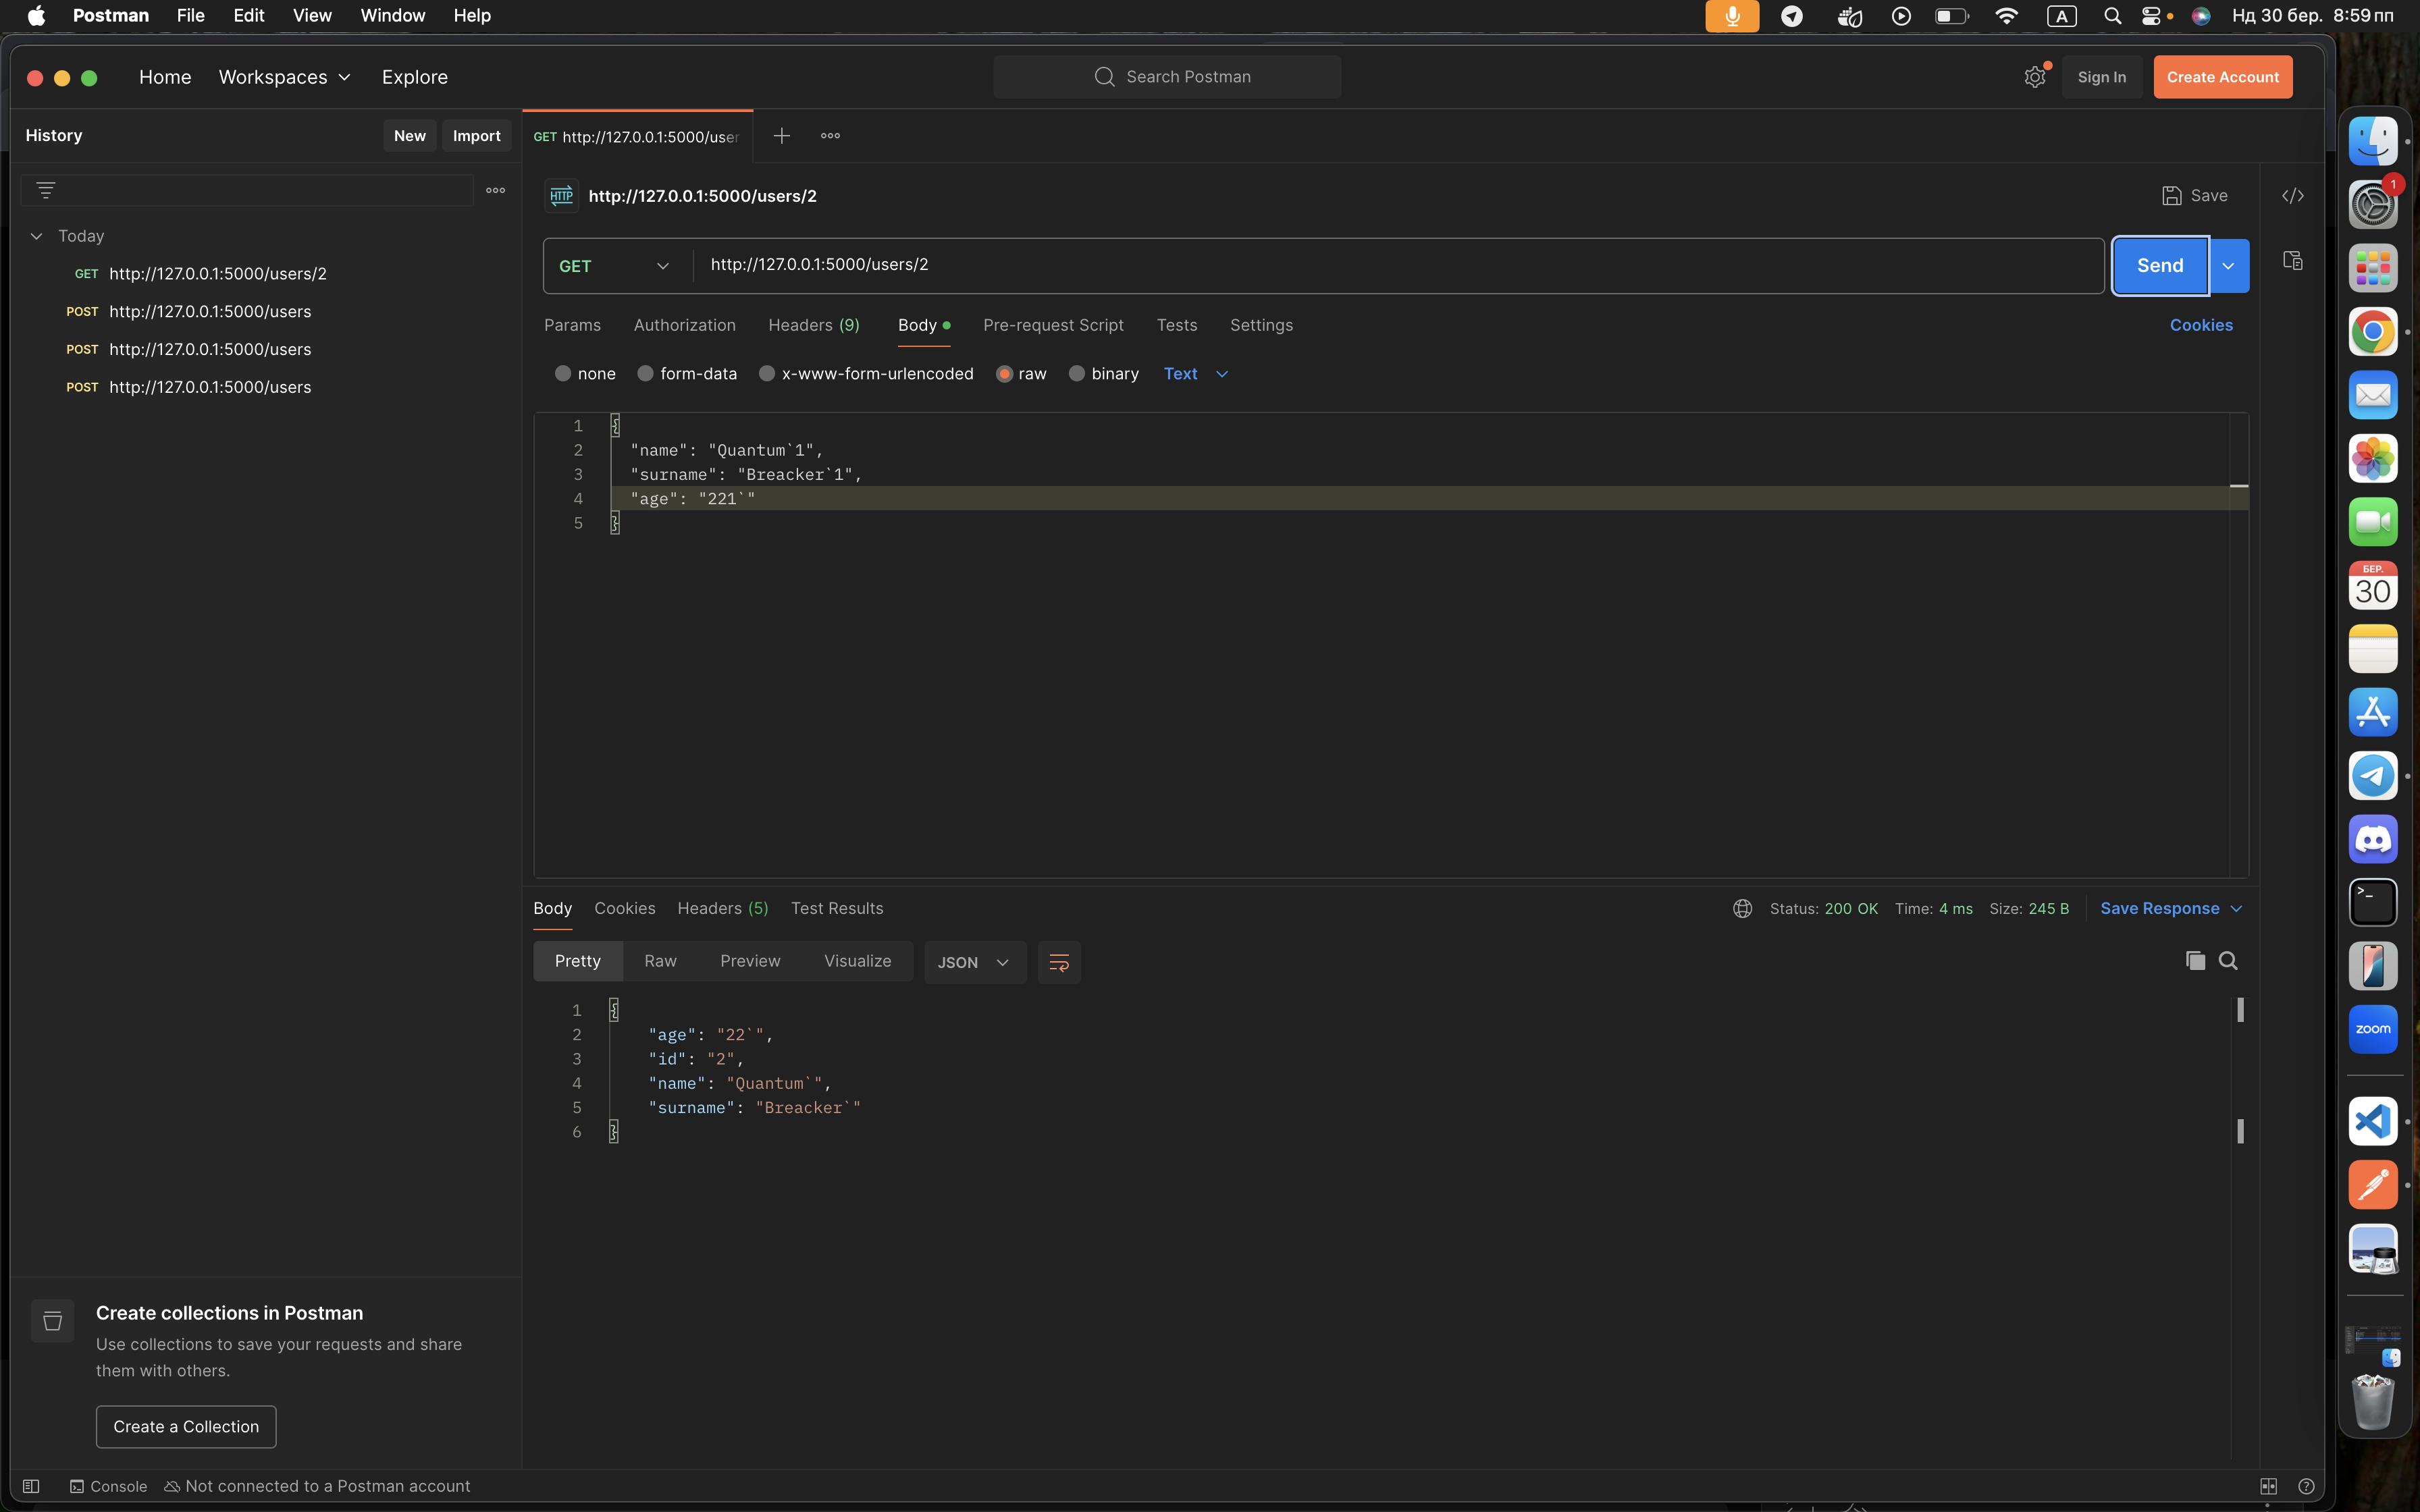 Postman File Edit View Window Help A Нд 30 бер. 8:59 пп
Home Workspaces Explore Search Postman Sign In Create Account
History New Import GET http://127.0.0.1:5000/user
HTTP http://127.0.0.1:5000/users/2 Save </>
Today
GET http://127.0.0.1:5000/users/2
POST http://127.0.0.1:5000/users
POST http://127.0.0.1:5000/users
POST http://127.0.0.1:5000/users
GET http://127.0.0.1:5000/users/2 Send
Params Authorization Headers (9) Body Pre-request Script Tests Settings Cookies
none form-data x-www-form-urlencoded raw binary Text
1 {
2 "name": "Quantum`1",
3 "surname": "Breacker`1",
4 "age": "221`"
5 }
Body Cookies Headers (5) Test Results Status: 200 OK Time: 4 ms Size: 245 B Save Response
Pretty Raw Preview Visualize JSON
1 {
2 "age": "22`",
3 "id": "2",
4 "name": "Quantum`",
5 "surname": "Breacker`"
6 }
Create collections in Postman
Use collections to save your requests and share
them with others.
Create a Collection
Console Not connected to a Postman account
1
БЕР.
30
>_
zoom